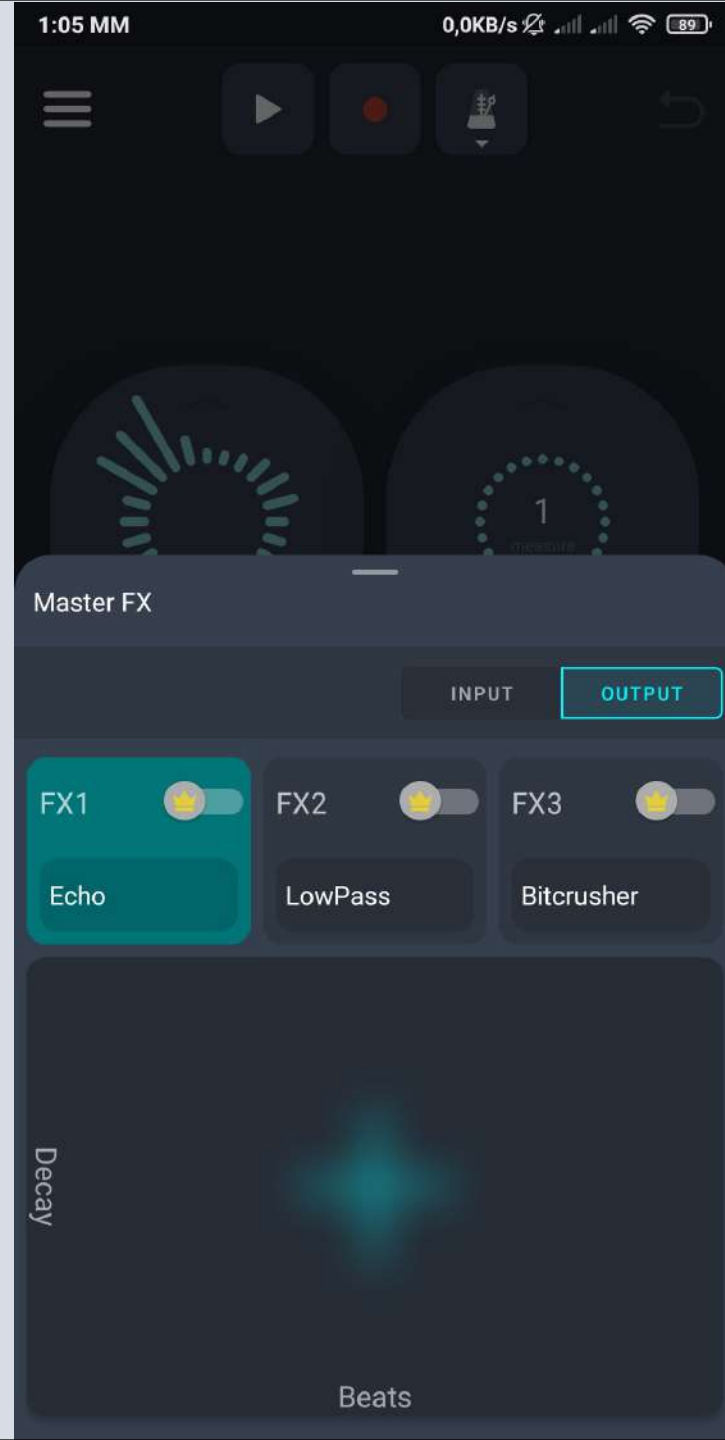 1:05 MM 0,0KB/s 89
1
measure
Master FX
INPUT OUTPUT
FX1 FX2 FX3
Echo LowPass Bitcrusher
Decay
Beats